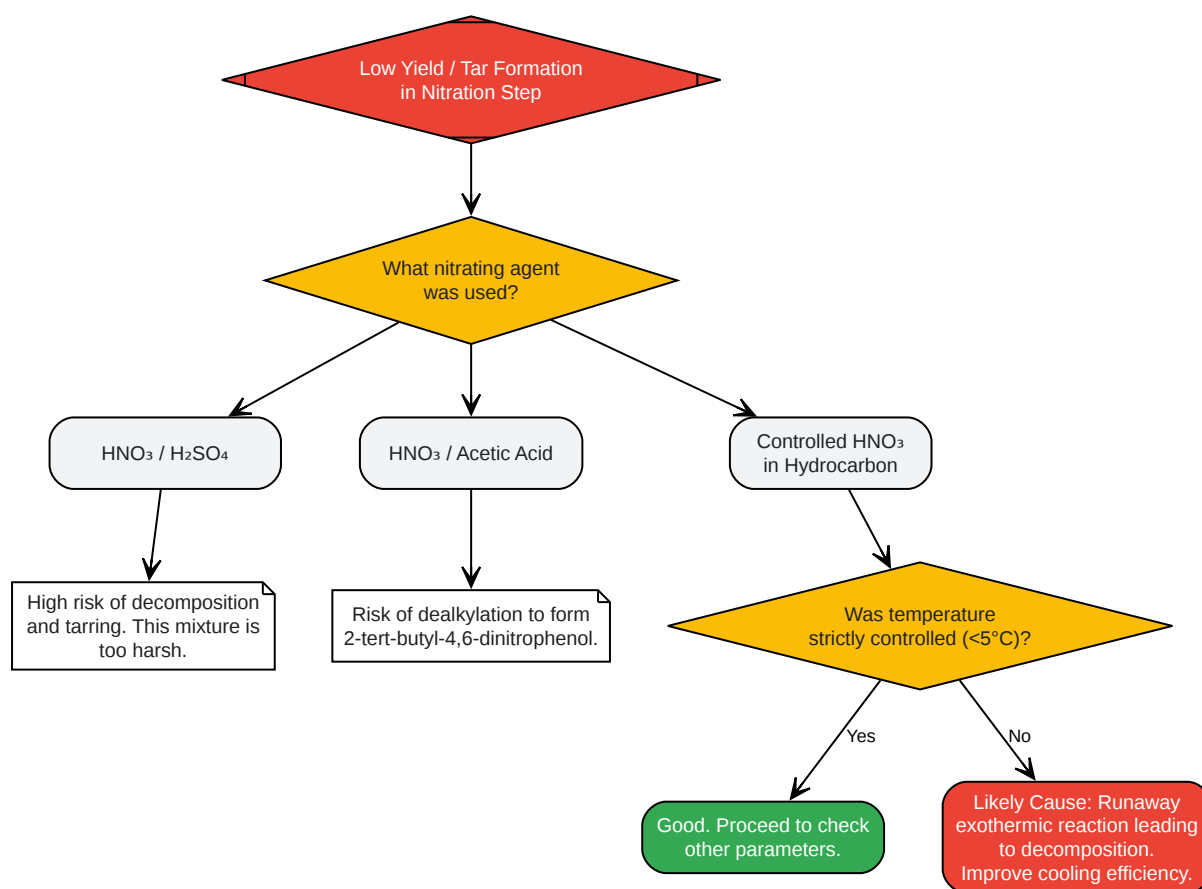 Low Yield / Tar Formation
in Nitration Step
What nitrating agent
was used?
HNO₃ / H₂SO₄
HNO₃ / Acetic Acid
Controlled HNO₃
in Hydrocarbon
High risk of decomposition
and tarring. This mixture is
too harsh.
Risk of dealkylation to form
2-tert-butyl-4,6-dinitrophenol.
Was temperature
strictly controlled (<5°C)?
Yes
No
Good. Proceed to check
other parameters.
Likely Cause: Runaway
exothermic reaction leading
to decomposition.
Improve cooling efficiency.